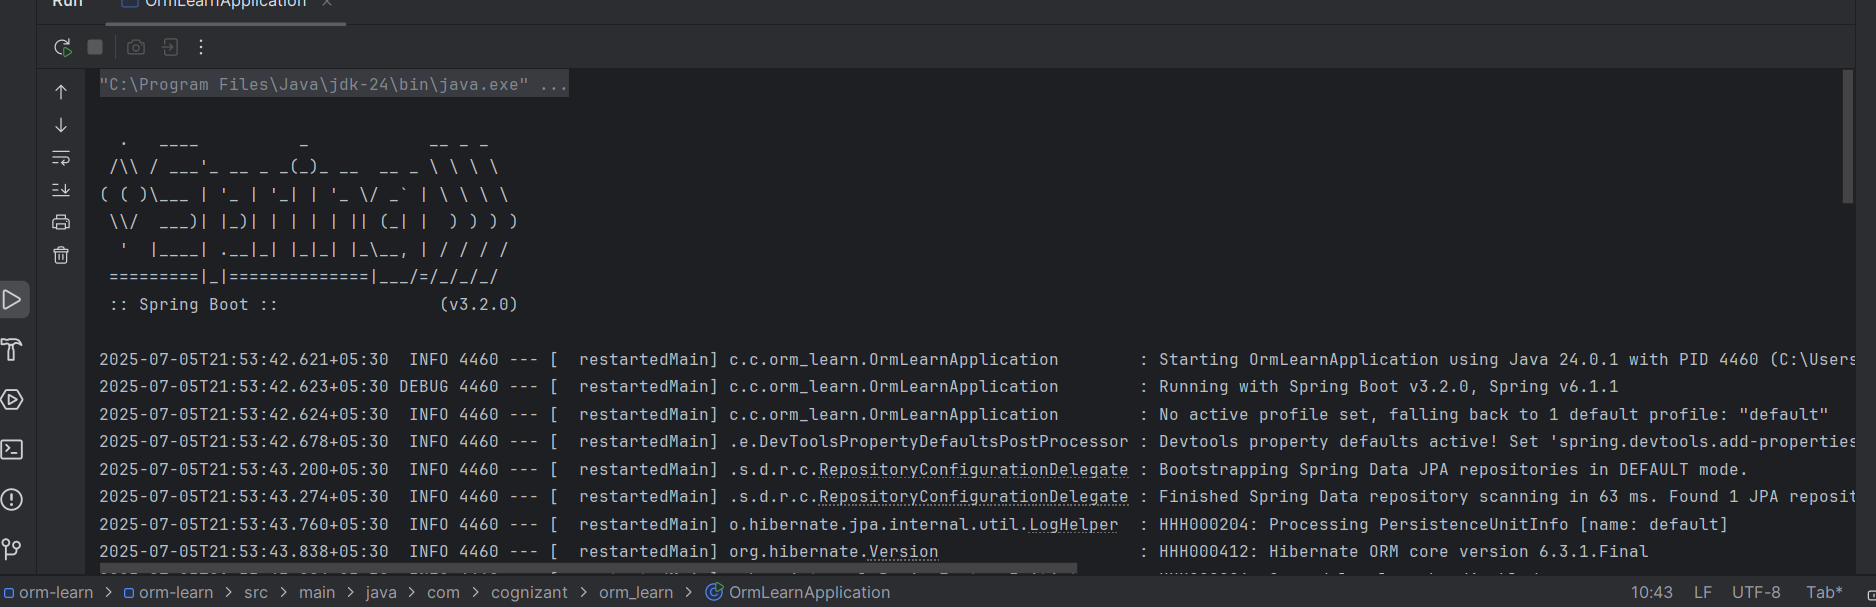 Run OrmLearnApplication ×
"C:\Program Files\Java\jdk-24\bin\java.exe" ...
  .   ____          _            __ _ _
 /\\ / ___'_ __ _ _(_)_ __  __ _ \ \ \ \
( ( )\___ | '_ | '_| | '_ \/ _` | \ \ \ \
 \\/  ___)| |_)| | | | | || (_| |  ) ) ) )
  '  |____| .__|_| |_|_| |_\__, | / / / /
 =========|_|==============|___/=/_/_/_/
 :: Spring Boot ::                (v3.2.0)
2025-07-05T21:53:42.621+05:30  INFO 4460 --- [  restartedMain] c.c.orm_learn.OrmLearnApplication        : Starting OrmLearnApplication using Java 24.0.1 with PID 4460 (C:\Users
2025-07-05T21:53:42.623+05:30 DEBUG 4460 --- [  restartedMain] c.c.orm_learn.OrmLearnApplication        : Running with Spring Boot v3.2.0, Spring v6.1.1
2025-07-05T21:53:42.624+05:30  INFO 4460 --- [  restartedMain] c.c.orm_learn.OrmLearnApplication        : No active profile set, falling back to 1 default profile: "default"
2025-07-05T21:53:42.678+05:30  INFO 4460 --- [  restartedMain] .e.DevToolsPropertyDefaultsPostProcessor : Devtools property defaults active! Set 'spring.devtools.add-properties
2025-07-05T21:53:43.200+05:30  INFO 4460 --- [  restartedMain] .s.d.r.c.RepositoryConfigurationDelegate : Bootstrapping Spring Data JPA repositories in DEFAULT mode.
2025-07-05T21:53:43.274+05:30  INFO 4460 --- [  restartedMain] .s.d.r.c.RepositoryConfigurationDelegate : Finished Spring Data repository scanning in 63 ms. Found 1 JPA reposit
2025-07-05T21:53:43.760+05:30  INFO 4460 --- [  restartedMain] o.hibernate.jpa.internal.util.LogHelper  : HHH000204: Processing PersistenceUnitInfo [name: default]
2025-07-05T21:53:43.838+05:30  INFO 4460 --- [  restartedMain] org.hibernate.Version                    : HHH000412: Hibernate ORM core version 6.3.1.Final
orm-learn > orm-learn > src > main > java > com > cognizant > orm_learn > OrmLearnApplication 10:43 LF UTF-8 Tab*